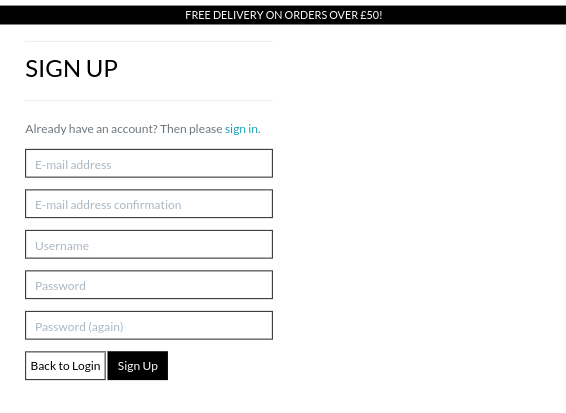 FREE DELIVERY ON ORDERS OVER £50!
SIGN UP
Already have an account? Then please sign in.
E-mail address
E-mail address confirmation
Username
Password
Password (again)
Back to Login Sign Up